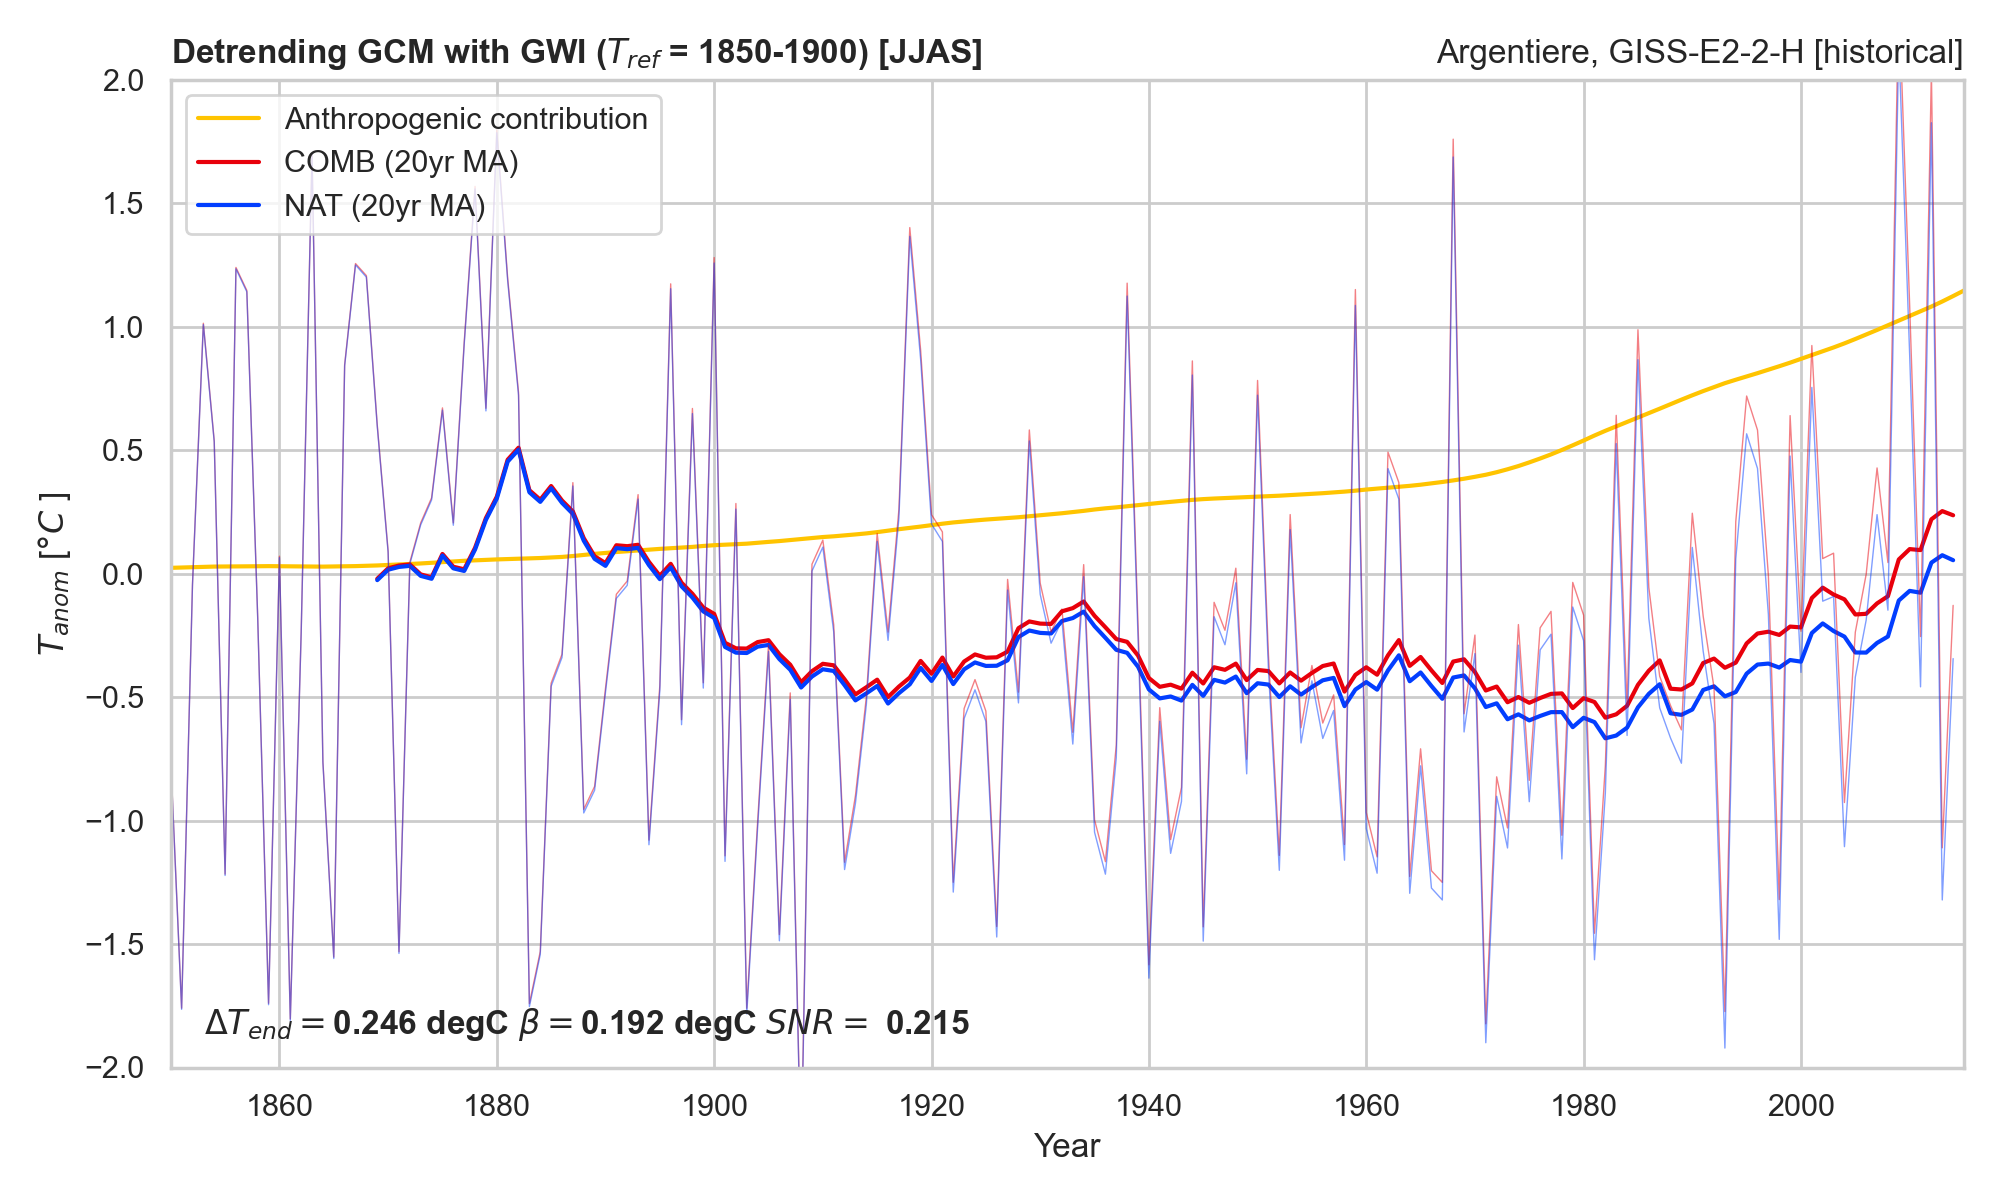 Detrending GCM with GWI (T_ref = 1850-1900) [JJAS]
Argentiere, GISS-E2-2-H [historical]
Anthropogenic contribution
COMB (20yr MA)
NAT (20yr MA)
2.0
1.5
1.0
0.5
0.0
−0.5
−1.0
−1.5
−2.0
T_anom [°C ]
ΔT_end = 0.246 degC β = 0.192 degC SNR = 0.215
1860 1880 1900 1920 1940 1960 1980 2000
Year